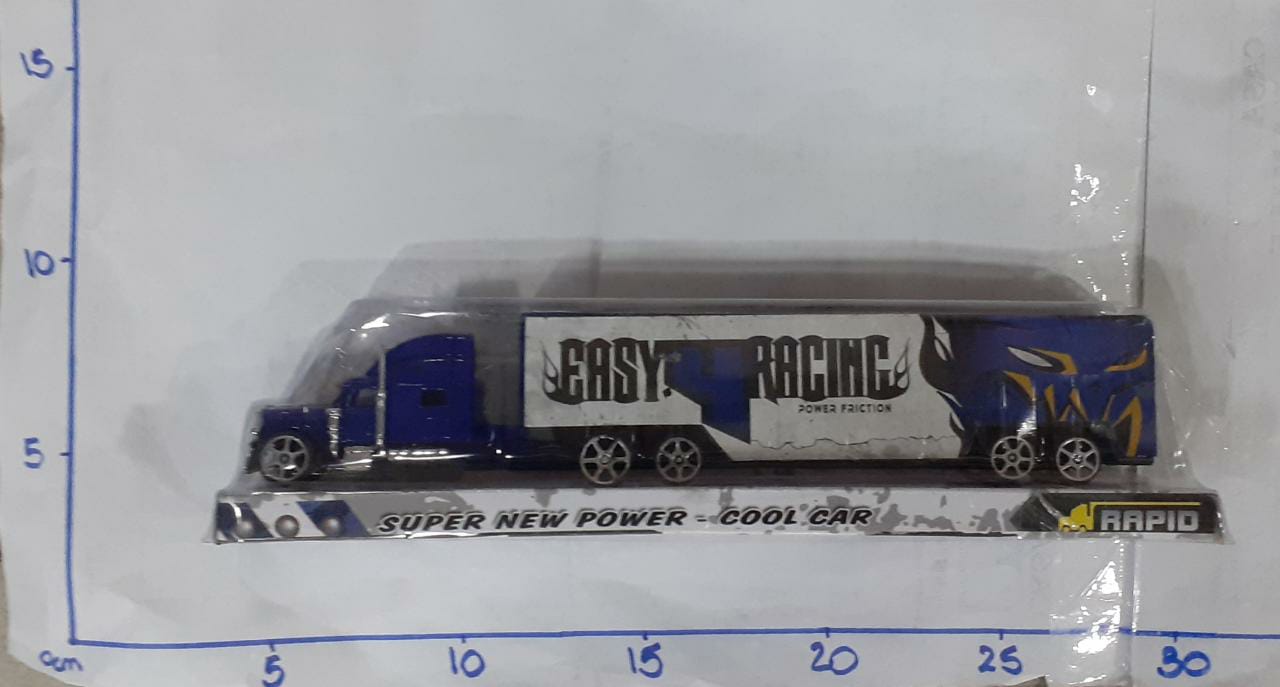 15
10
5
EASY 4 RACING
POWER FRICTION
SUPER NEW POWER - COOL CAR
RAPID
cm
5 10 15 20 25 30